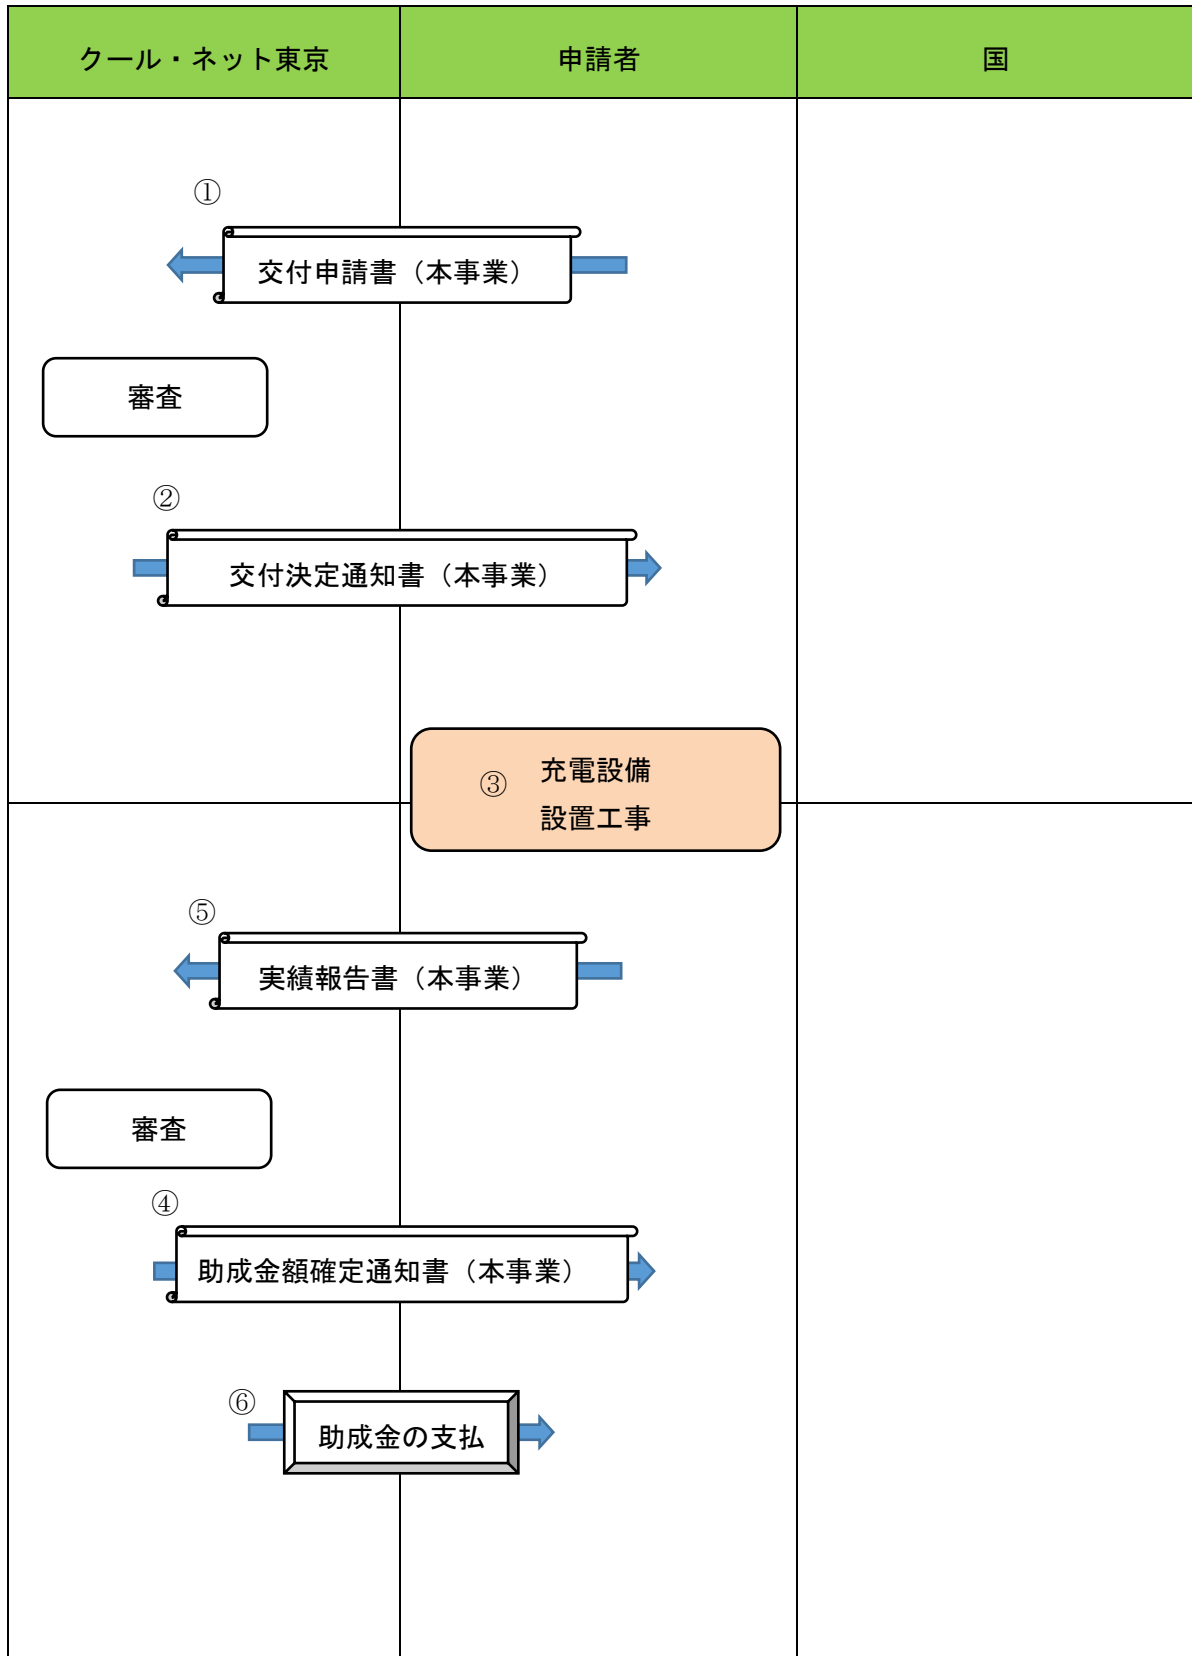 クール・ネット東京
申請者
国
①
交付申請書（本事業）
審査
②
交付決定通知書（本事業）
③ 充電設備
設置工事
⑤
実績報告書（本事業）
審査
④
助成金額確定通知書（本事業）
⑥
助成金の支払